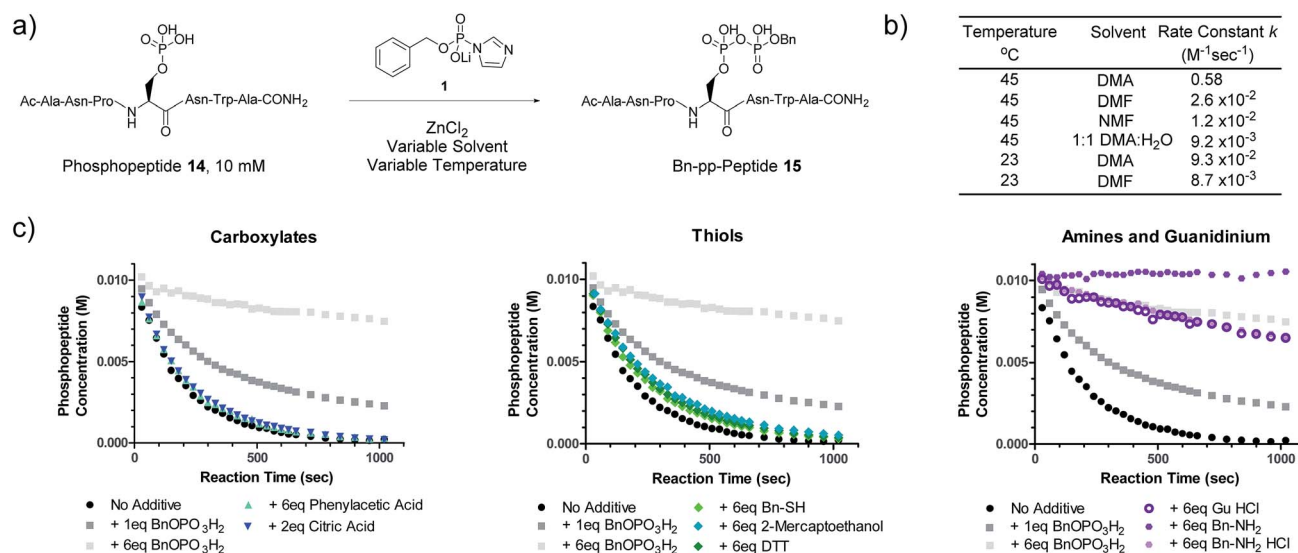 a)
O
OH
P
O
OH
O
Ac-Ala-Asn-Pro
N
H
O
Asn-Trp-Ala-CONH₂
Phosphopeptide 14, 10 mM
O
O
P
N
N
OLi
1
ZnCl₂
Variable Solvent
Variable Temperature
OH
OH
O
P
O
P
OBn
O
O
Ac-Ala-Asn-Pro
N
H
O
Asn-Trp-Ala-CONH₂
Bn-pp-Peptide 15
b)
Temperature Solvent Rate Constant k
ºC (M⁻¹sec⁻¹)
45 DMA 0.58
45 DMF 2.6 x10⁻²
45 NMF 1.2 x10⁻²
45 1:1 DMA:H₂O 9.2 x10⁻³
23 DMA 9.3 x10⁻²
23 DMF 8.7 x10⁻³
c)
Carboxylates
Phosphopeptide
Concentration (M)
0.010
0.005
0.000
0 500 1000
Reaction Time (sec)
No Additive
+ 1eq BnOPO₃H₂
+ 6eq BnOPO₃H₂
+ 6eq Phenylacetic Acid
+ 2eq Citric Acid
Thiols
Phosphopeptide
Concentration (M)
0.010
0.005
0.000
0 500 1000
Reaction Time (sec)
No Additive
+ 1eq BnOPO₃H₂
+ 6eq BnOPO₃H₂
+ 6eq Bn-SH
+ 6eq 2-Mercaptoethanol
+ 6eq DTT
Amines and Guanidinium
Phosphopeptide
Concentration (M)
0.010
0.005
0.000
0 500 1000
Reaction Time (sec)
No Additive
+ 1eq BnOPO₃H₂
+ 6eq BnOPO₃H₂
+ 6eq Gu HCl
+ 6eq Bn-NH₂
+ 6eq Bn-NH₂ HCl